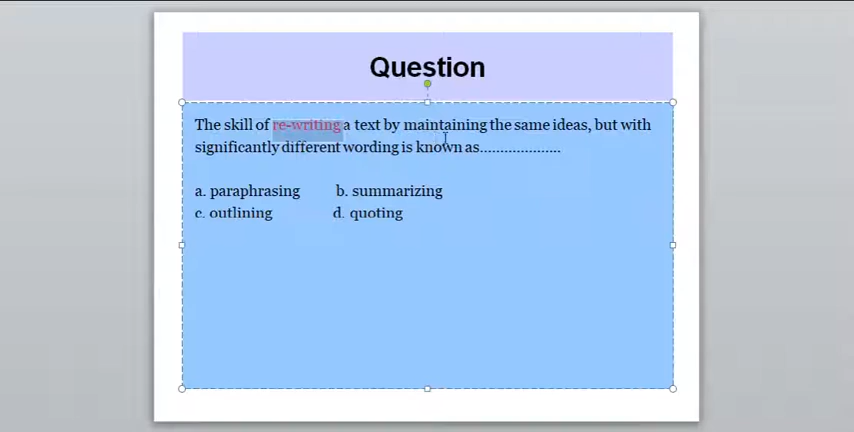 Question
The skill of re-writing a text by maintaining the same ideas, but with
significantly different wording is known as....................
a. paraphrasing b. summarizing
c. outlining d. quoting